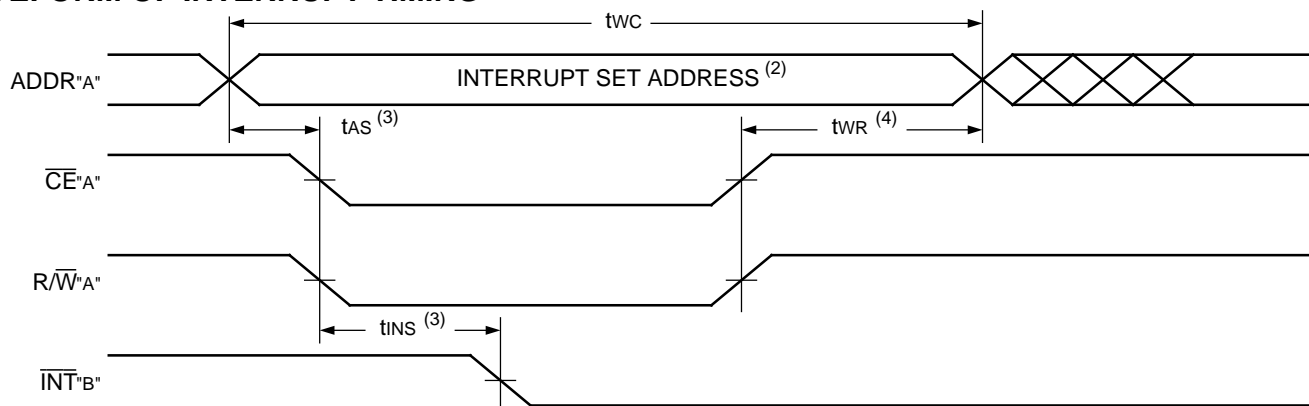 tWC
ADDR"A"
INTERRUPT SET ADDRESS (2)
tAS (3)
tWR (4)
CE"A"
R/W"A"
tINS (3)
INT"B"